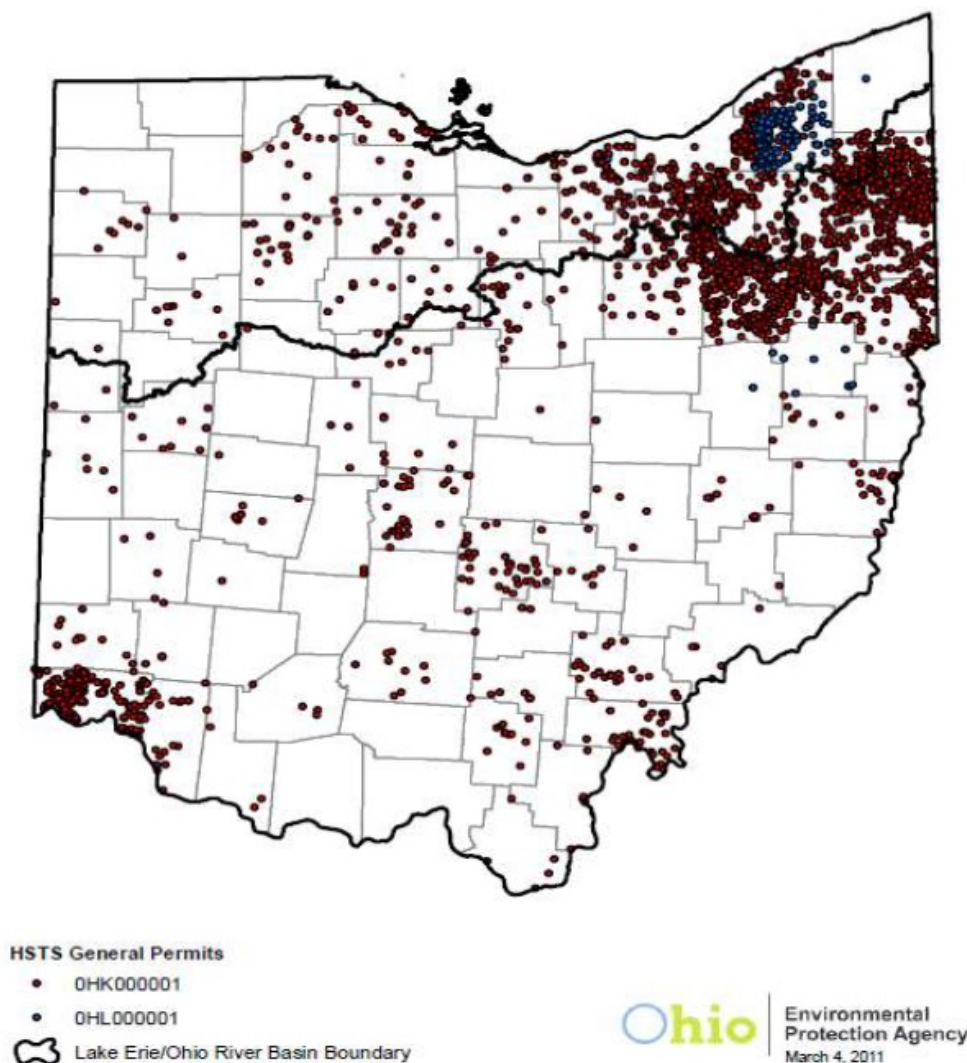 HSTS General Permits
0HK000001
0HL000001
Lake Erie/Ohio River Basin Boundary
Ohio
Environmental
Protection Agency
March 4, 2011